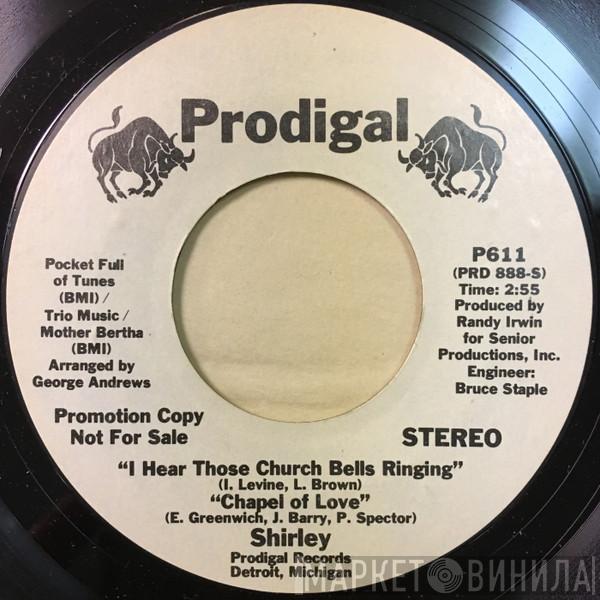 Prodigal
Pocket Full
of Tunes
(BMI) /
Trio Music /
Mother Bertha
(BMI)
Arranged by
George Andrews
P611
(PRD 888-S)
Time: 2:55
Produced by
Randy Irwin
for Senior
Productions, Inc.
Engineer:
Bruce Staple
Promotion Copy
Not For Sale
STEREO
“I Hear Those Church Bells Ringing”
(I. Levine, L. Brown)
“Chapel of Love”
(E. Greenwich, J. Barry, P. Spector)
Shirley
Prodigal Records
Detroit, Michigan
МАРКЕТ ВИНИЛА